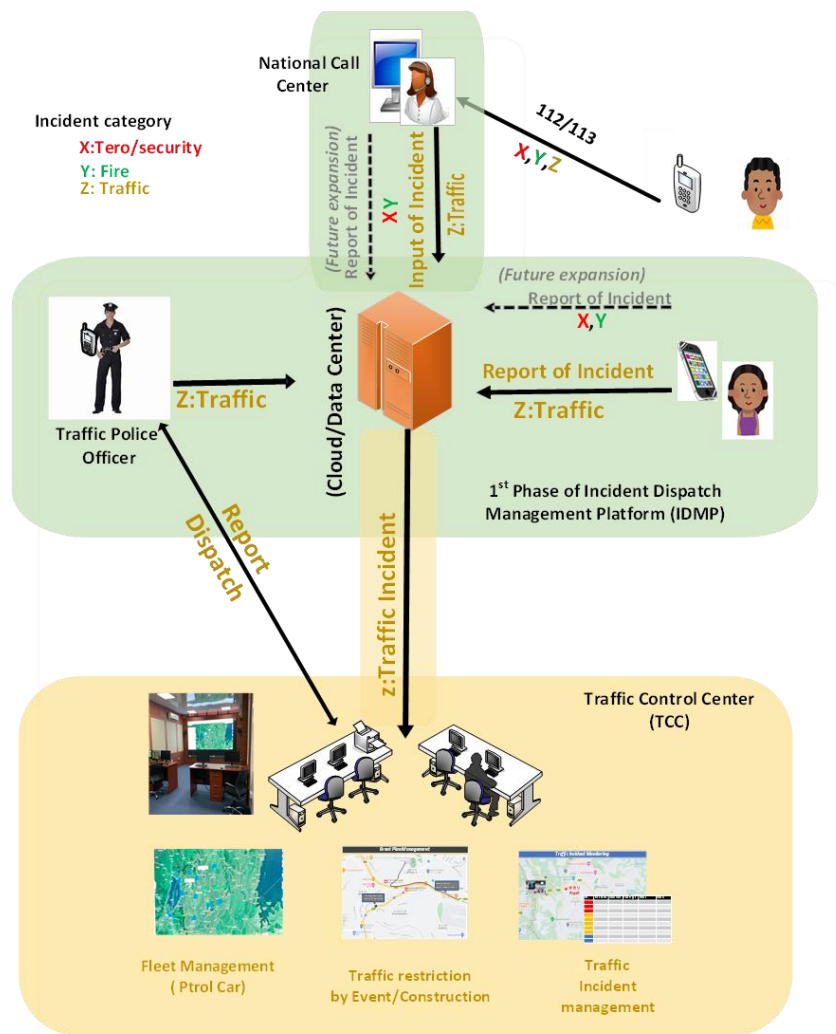 National Call
Center
Incident category
X:Tero/security
Y: Fire
Z: Traffic
112/113
X,Y,Z
(Future expansion)
Report of Incident
X Y
Input of Incident
Z:Traffic
(Future expansion)
Report of Incident
X,Y
(Cloud/Data Center)
Report of Incident
Z:Traffic
Z:Traffic
Traffic Police
Officer
1st Phase of Incident Dispatch
Management Platform (IDMP)
Report
Dispatch
z:Traffic Incident
Traffic Control Center
(TCC)
Traffic Incident Monitoring
Fleet Management
( Ptrol Car)
Traffic restriction
by Event/Construction
Traffic
Incident
management